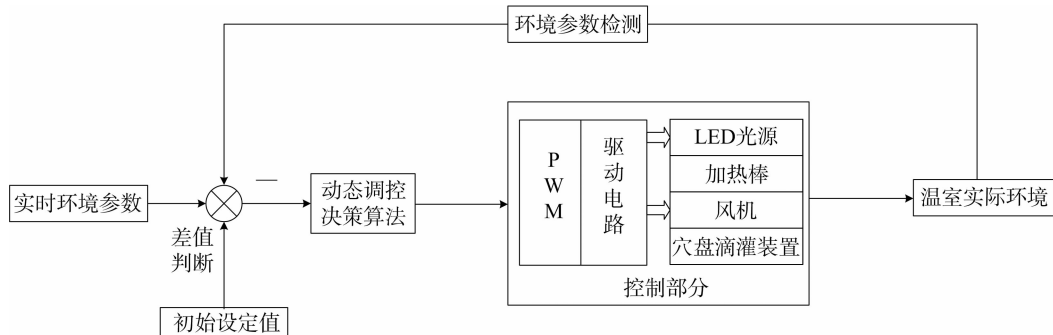 环境参数检测
实时环境参数
—
差值
判断
初始设定值
动态调控
决策算法
PWM
驱动电路
LED光源
加热棒
风机
穴盘滴灌装置
控制部分
温室实际环境